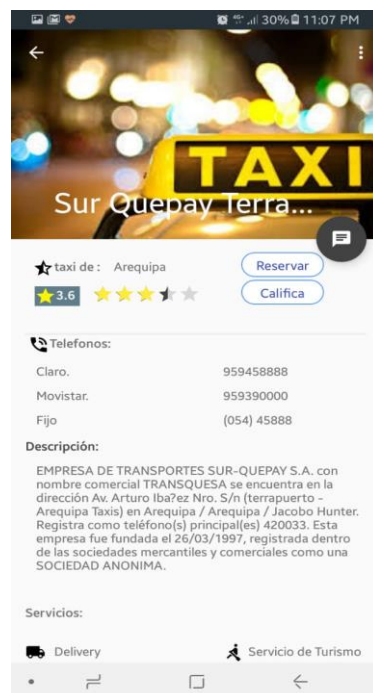 30% 11:07 PM
TAXI
Sur Quepay Terra...
taxi de : Arequipa
Reservar
3.6
Califica
Telefonos:
Claro. 959458888
Movistar. 959390000
Fijo (054) 45888
Descripción:
EMPRESA DE TRANSPORTES SUR-QUEPAY S.A. con
nombre comercial TRANSQUESA se encuentra en la
dirección Av. Arturo Iba?ez Nro. S/n (terrapuerto -
Arequipa Taxis) en Arequipa / Arequipa / Jacobo Hunter.
Registra como teléfono(s) principal(es) 420033. Esta
empresa fue fundada el 26/03/1997, registrada dentro
de las sociedades mercantiles y comerciales como una
SOCIEDAD ANONIMA.
Servicios:
Delivery Servicio de Turismo